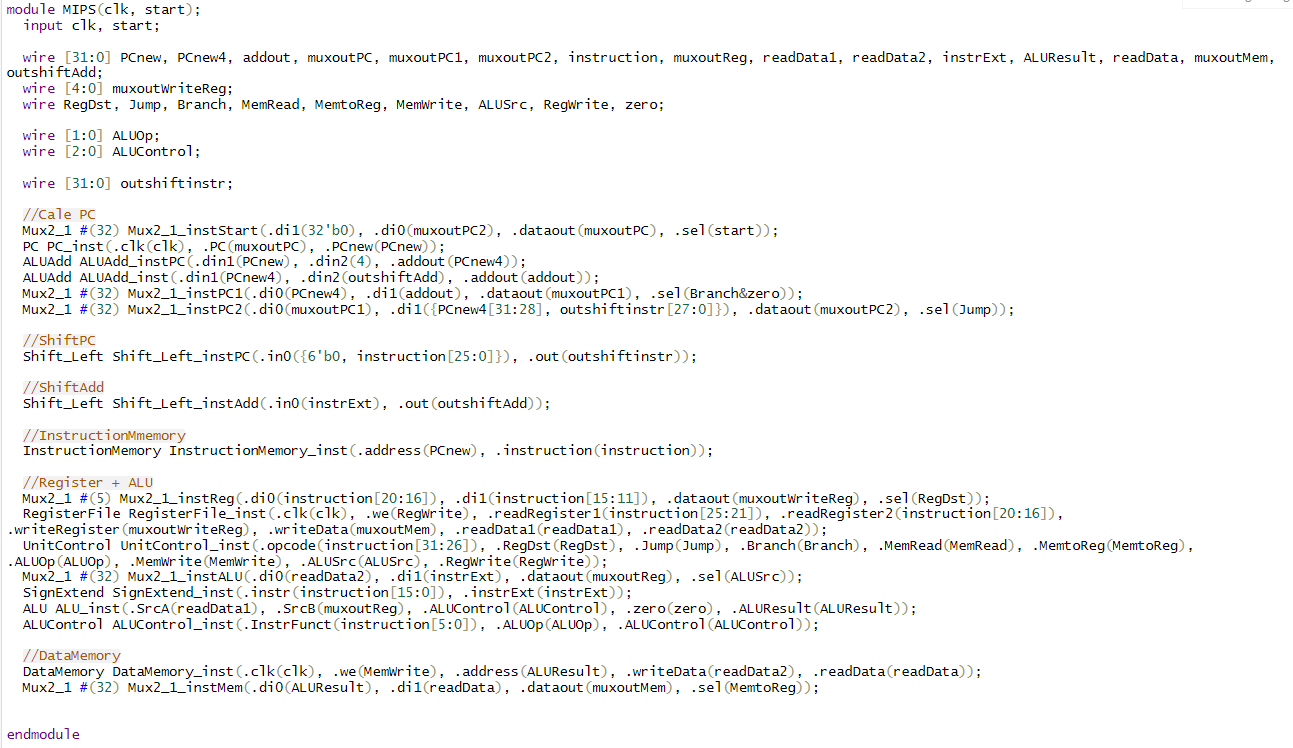 module MIPS(clk, start);
  input clk, start;
  wire [31:0] PCnew, PCnew4, addout, muxoutPC, muxoutPC1, muxoutPC2, instruction, muxoutReg, readData1, readData2, instrExt, ALUResult, readData, muxoutMem,
outshiftAdd;
  wire [4:0] muxoutWriteReg;
  wire RegDst, Jump, Branch, MemRead, MemtoReg, MemWrite, ALUSrc, RegWrite, zero;
  wire [1:0] ALUOp;
  wire [2:0] ALUControl;
  wire [31:0] outshiftinstr;
  //Cale PC
  Mux2_1 #(32) Mux2_1_instStart(.di1(32'b0), .di0(muxoutPC2), .dataout(muxoutPC), .sel(start));
  PC PC_inst(.clk(clk), .PC(muxoutPC), .PCnew(PCnew));
  ALUAdd ALUAdd_instPC(.din1(PCnew), .din2(4), .addout(PCnew4));
  ALUAdd ALUAdd_inst(.din1(PCnew4), .din2(outshiftAdd), .addout(addout));
  Mux2_1 #(32) Mux2_1_instPC1(.di0(PCnew4), .di1(addout), .dataout(muxoutPC1), .sel(Branch&zero));
  Mux2_1 #(32) Mux2_1_instPC2(.di0(muxoutPC1), .di1({PCnew4[31:28], outshiftinstr[27:0]}), .dataout(muxoutPC2), .sel(Jump));
  //ShiftPC
  Shift_Left Shift_Left_instPC(.in0({6'b0, instruction[25:0]}), .out(outshiftinstr));
  //ShiftAdd
  Shift_Left Shift_Left_instAdd(.in0(instrExt), .out(outshiftAdd));
  //InstructionMmemory
  InstructionMemory InstructionMemory_inst(.address(PCnew), .instruction(instruction));
  //Register + ALU
  Mux2_1 #(5) Mux2_1_instReg(.di0(instruction[20:16]), .di1(instruction[15:11]), .dataout(muxoutWriteReg), .sel(RegDst));
  RegisterFile RegisterFile_inst(.clk(clk), .we(RegWrite), .readRegister1(instruction[25:21]), .readRegister2(instruction[20:16]),
.writeRegister(muxoutWriteReg), .writeData(muxoutMem), .readData1(readData1), .readData2(readData2));
  UnitControl UnitControl_inst(.opcode(instruction[31:26]), .RegDst(RegDst), .Jump(Jump), .Branch(Branch), .MemRead(MemRead), .MemtoReg(MemtoReg),
.ALUOp(ALUOp), .MemWrite(MemWrite), .ALUSrc(ALUSrc), .RegWrite(RegWrite));
  Mux2_1 #(32) Mux2_1_instALU(.di0(readData2), .di1(instrExt), .dataout(muxoutReg), .sel(ALUSrc));
  SignExtend SignExtend_inst(.instr(instruction[15:0]), .instrExt(instrExt));
  ALU ALU_inst(.SrcA(readData1), .SrcB(muxoutReg), .ALUControl(ALUControl), .zero(zero), .ALUResult(ALUResult));
  ALUControl ALUControl_inst(.InstrFunct(instruction[5:0]), .ALUOp(ALUOp), .ALUControl(ALUControl));
  //DataMemory
  DataMemory DataMemory_inst(.clk(clk), .we(MemWrite), .address(ALUResult), .writeData(readData2), .readData(readData));
  Mux2_1 #(32) Mux2_1_instMem(.di0(ALUResult), .di1(readData), .dataout(muxoutMem), .sel(MemtoReg));
endmodule